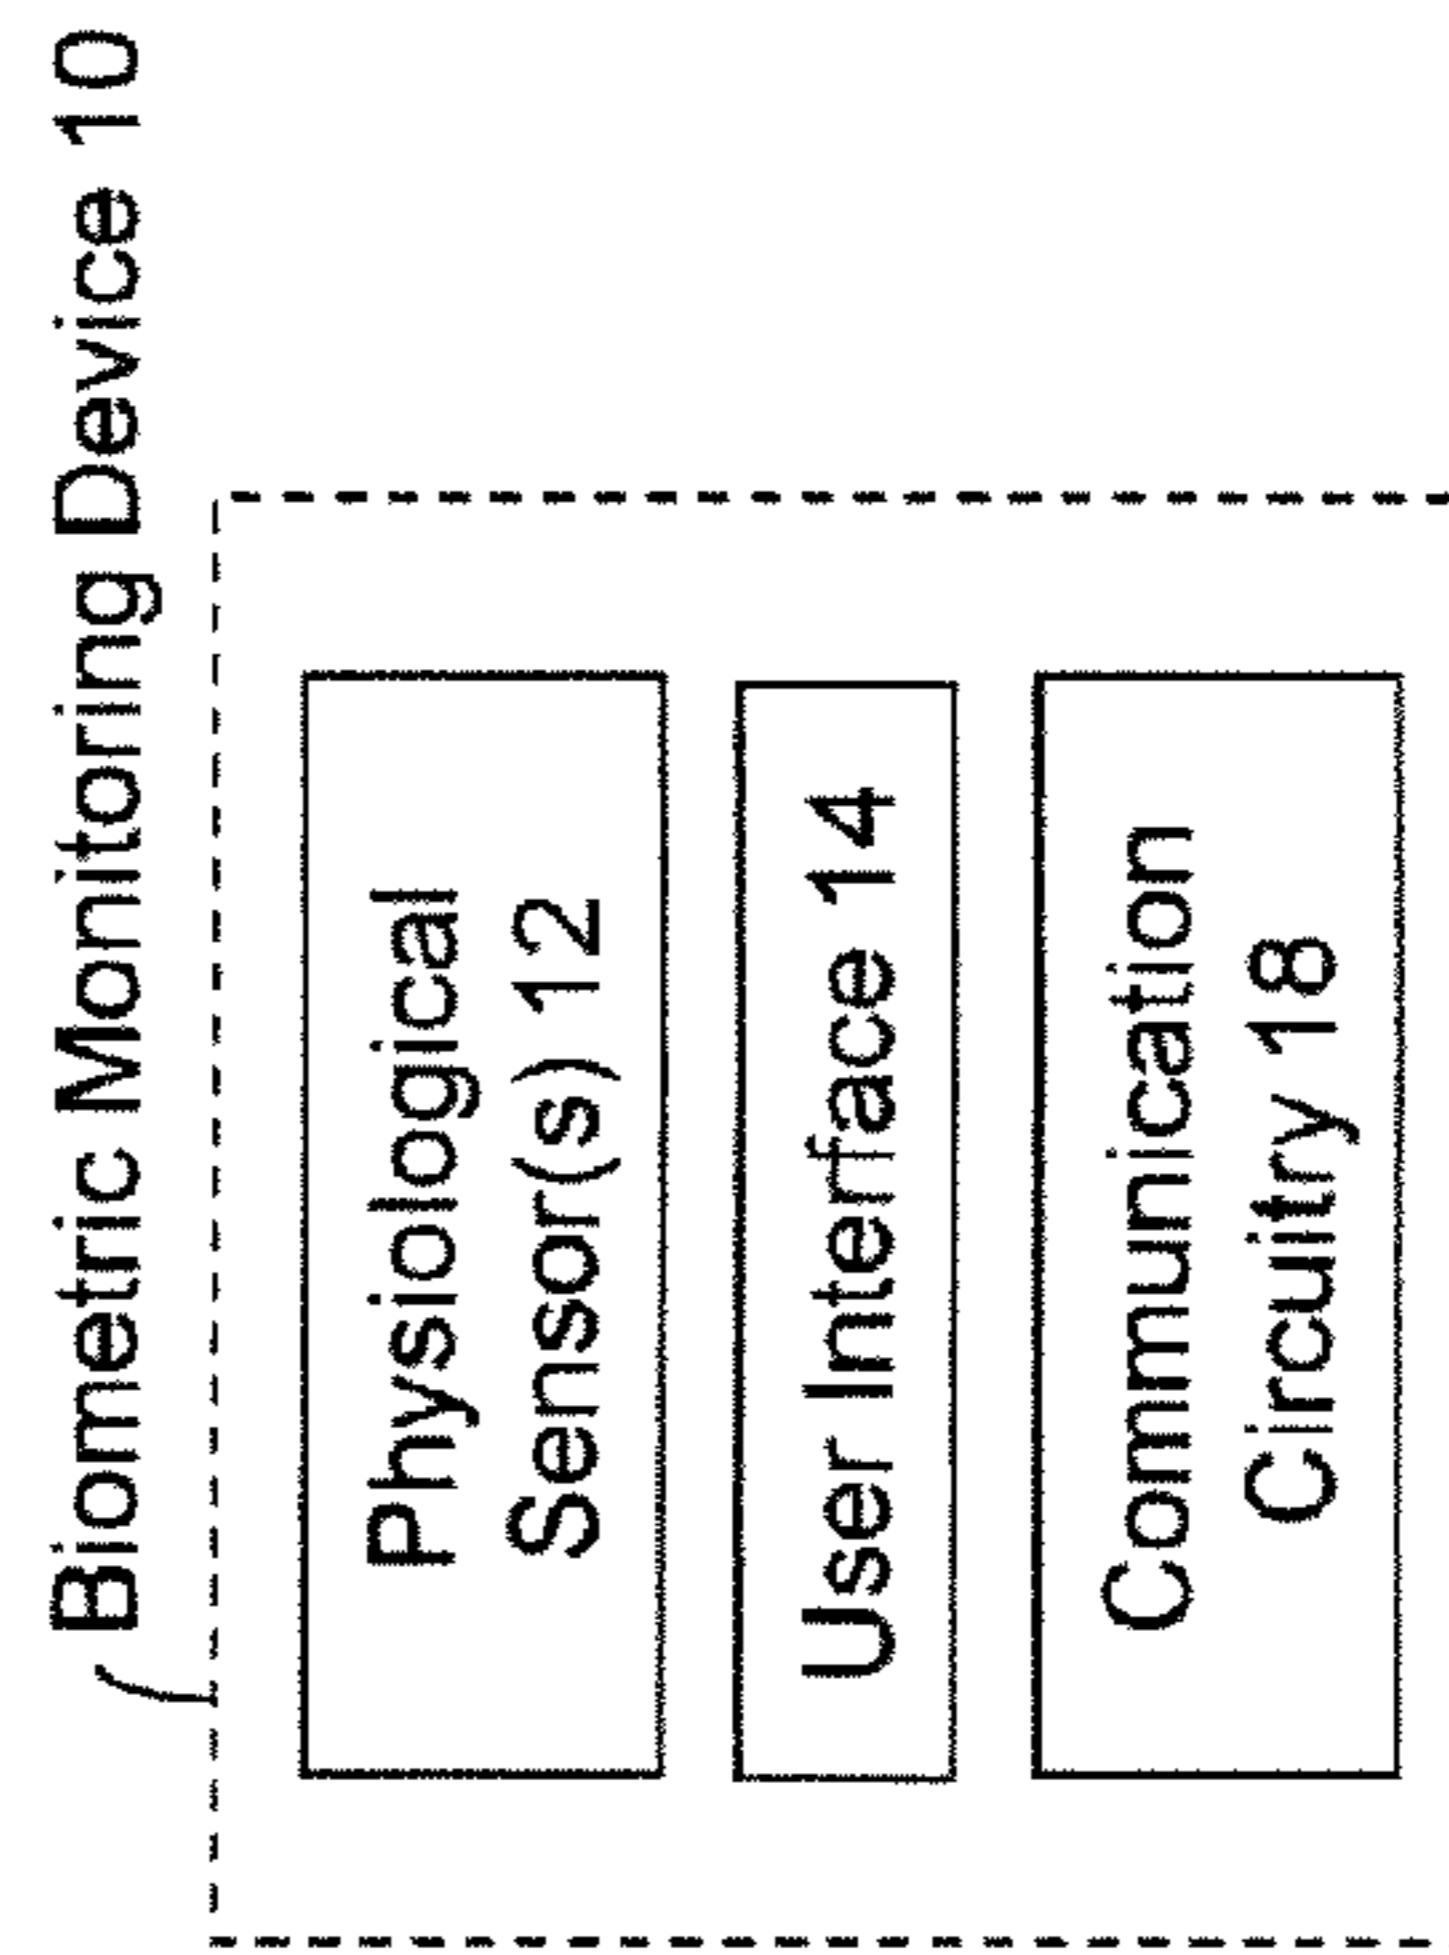 Biometric Monitoring Device 10
Physiological
Sensor(s) 12
User Interface 14
Communication
Circuitry 18